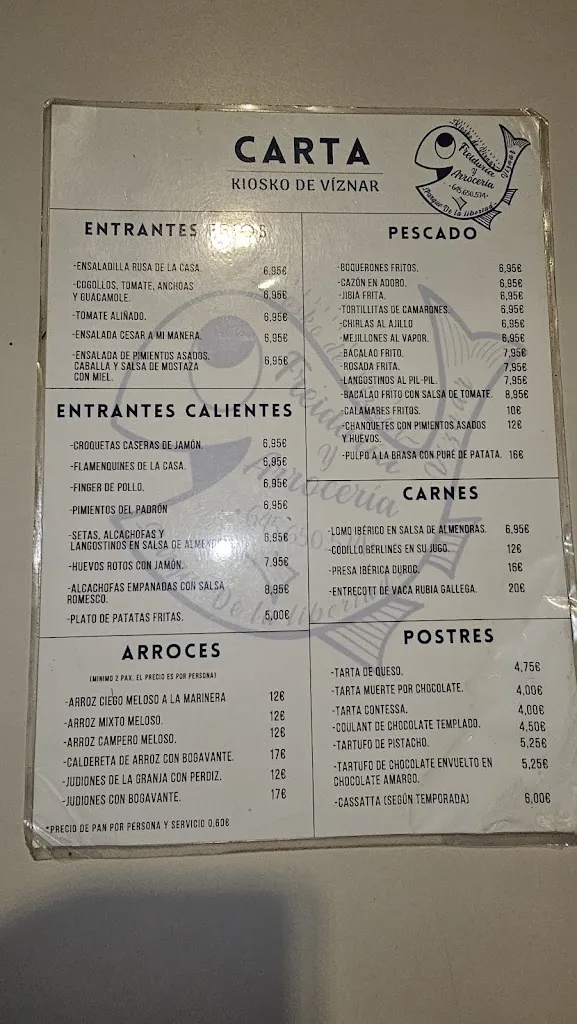 CARTA
KIOSKO DE VÍZNAR
Kiosko de Víznar
Freiduría
y
Arrocería
645.650.574
Parque De la libertad
VÍZNAR
ENTRANTES FRIOS
-ENSALADILLA RUSA DE LA CASA 6,95€
-COGOLLOS, TOMATE, ANCHOAS
Y GUACAMOLE. 6,95€
-TOMATE ALIÑADO. 6,95€
-ENSALADA CESAR A MI MANERA. 6,95€
-ENSALADA DE PIMIENTOS ASADOS,
CABALLA Y SALSA DE MOSTAZA
CON MIEL. 6,95€
ENTRANTES CALIENTES
-CROQUETAS CASERAS DE JAMÓN. 6,95€
-FLAMENQUINES DE LA CASA. 6,95€
-FINGER DE POLLO. 6,95€
-PIMIENTOS DEL PADRÓN 6,95€
-SETAS, ALCACHOFAS Y
LANGOSTINOS EN SALSA DE ALMENDRAS 6,95€
-HUEVOS ROTOS CON JAMÓN. 7,95€
-ALCACHOFAS EMPANADAS CON SALSA
ROMESCO. 8,95€
-PLATO DE PATATAS FRITAS. 5,00€
ARROCES
(MINIMO 2 PAX, EL PRECIO ES POR PERSONA)
-ARROZ CIEGO MELOSO A LA MARINERA 12€
-ARROZ MIXTO MELOSO. 12€
-ARROZ CAMPERO MELOSO. 12€
-CALDERETA DE ARROZ CON BOGAVANTE. 17€
-JUDIONES DE LA GRANJA CON PERDIZ. 12€
-JUDIONES CON BOGAVANTE. 17€
*PRECIO DE PAN POR PERSONA Y SERVICIO 0,60€
PESCADO
-BOQUERONES FRITOS. 6,95€
-CAZÓN EN ADOBO. 6,95€
-JIBIA FRITA. 6,95€
-TORTILLITAS DE CAMARONES. 6,95€
-CHIRLAS AL AJILLO 6,95€
-MEJILLONES AL VAPOR. 6,95€
-BACALAO FRITO. 7,95€
-ROSADA FRITA. 7,95€
-LANGOSTINOS AL PIL-PIL. 7,95€
-BACALAO FRITO CON SALSA DE TOMATE. 8,95€
-CALAMARES FRITOS. 10€
-CHANQUETES CON PIMIENTOS ASADOS
Y HUEVOS. 12€
-PULPO A LA BRASA CON PURÉ DE PATATA. 16€
CARNES
-LOMO IBÉRICO EN SALSA DE ALMENDRAS. 6,95€
-CODILLO BERLINÉS EN SU JUGO. 12€
-PRESA IBÉRICA DUROC. 16€
-ENTRECOTT DE VACA RUBIA GALLEGA. 20€
POSTRES
-TARTA DE QUESO. 4,75€
-TARTA MUERTE POR CHOCOLATE. 4,00€
-TARTA CONTESSA. 4,00€
-COULANT DE CHOCOLATE TEMPLADO. 4,50€
-TARTUFO DE PISTACHO. 5,25€
-TARTUFO DE CHOCOLATE ENVUELTO EN
CHOCOLATE AMARGO. 5,25€
-CASSATTA (SEGÚN TEMPORADA) 6,00€